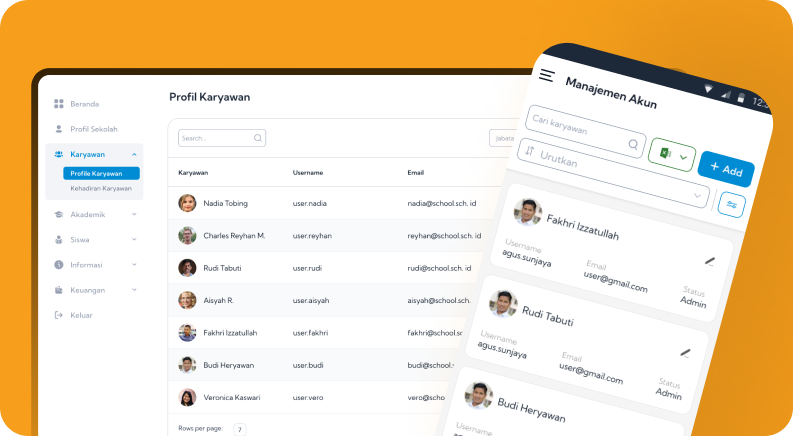 Beranda
Profil Sekolah
Karyawan
Profile Karyawan
Kehadiran Karyawan
Akademik
Siswa
Informasi
Keuangan
Keluar
Profil Karyawan
Search...
Jabata
Karyawan Username Email
Nadia Tobing user.nadia nadia@school.sch. id
Charles Reyhan M. user.reyhan reyhan@school.sch. id
Rudi Tabuti user.rudi rudi@school.sch. id
Aisyah R. user.aisyah aisyah@school.sch.
Fakhri Izzatullah user.fakhri fakhri@school.sc
Budi Heryawan user.budi budi@school.
Veronica Kaswari user.vero vero@scho
Rows per page: 7
Manajemen Akun
Cari karyawan
+ Add
Urutkan
Fakhri Izzatullah
Username Email Status
agus.sunjaya user@gmail.com Admin
Rudi Tabuti
Username Email Status
agus.sunjaya user@gmail.com Admin
Budi Heryawan
Username Email